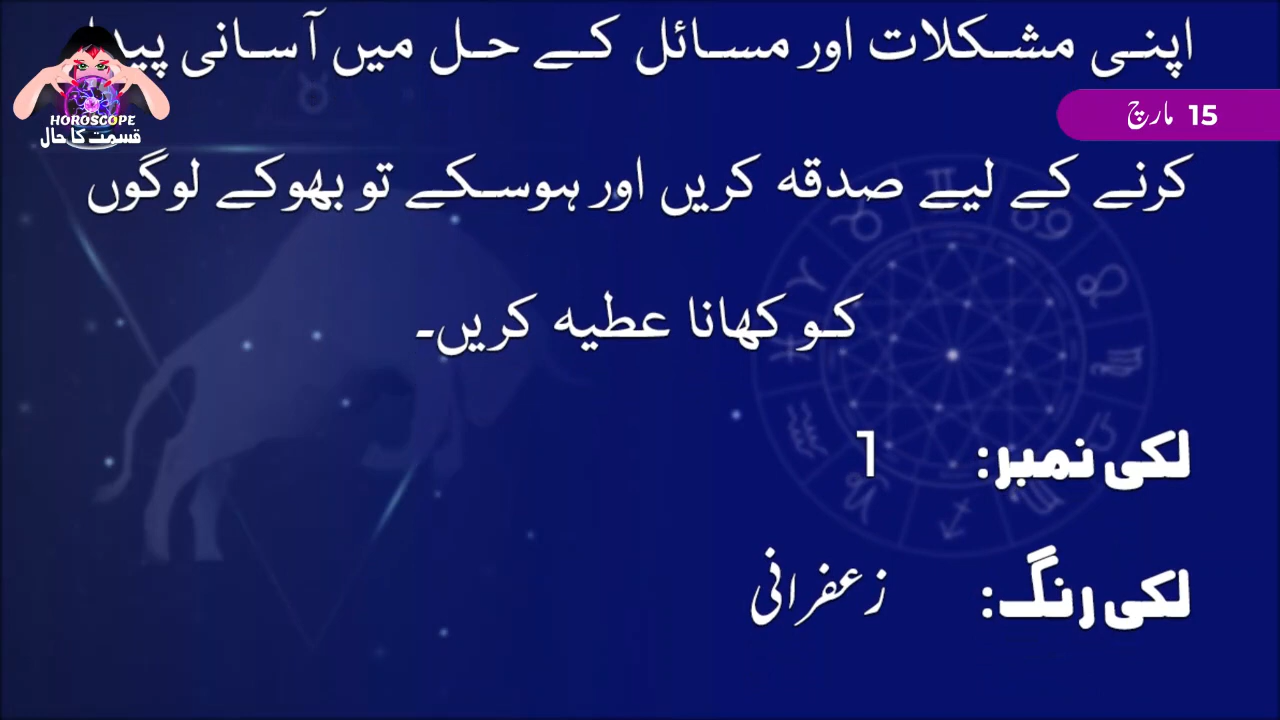 اپنی مشکلات اور مسائل کے حل میں آسانی پیدا
15 مارچ
HOROSCOPE
قسمت کا حال
کرنے کے لیے صدقہ کریں اور ہوسکے تو بھوکے لوگوں
کو کھانا عطیہ کریں۔
لکی نمبر: 1
لکی رنگ: زعفرانی